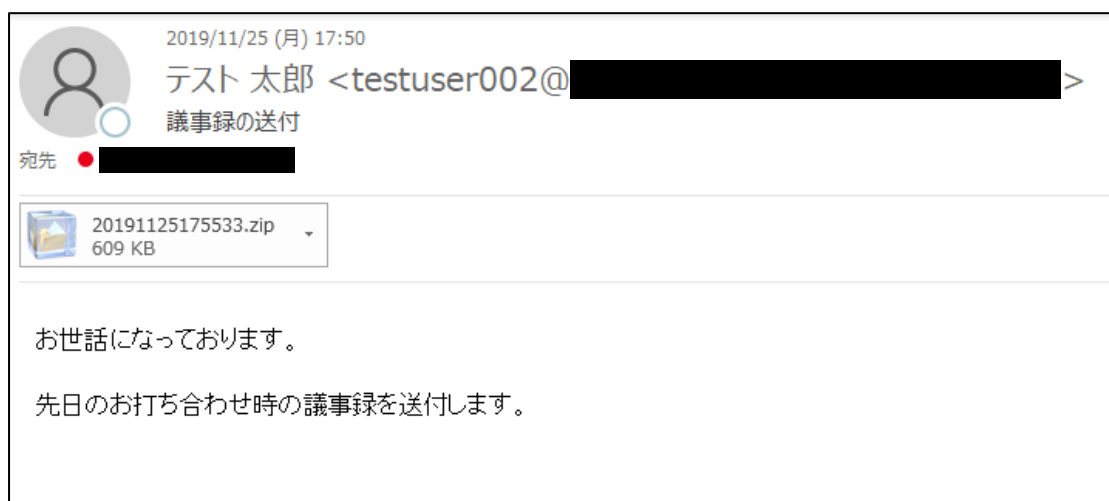 2019/11/25 (月) 17:50
テスト 太郎 <testuser002@ >
議事録の送付
宛先
20191125175533.zip
609 KB
お世話になっております。
先日のお打ち合わせ時の議事録を送付します。